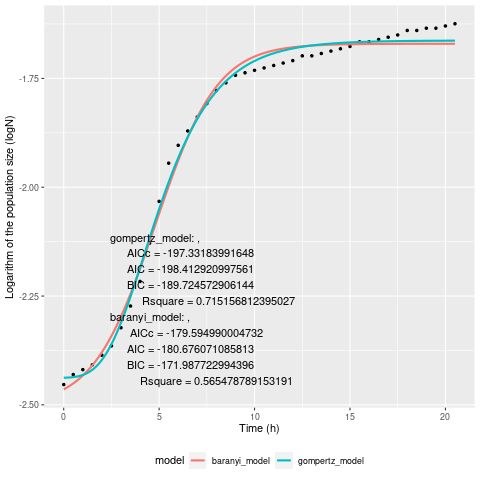 -1.75
-2.00
-2.25
-2.50
Logarithm of the population size (logN)
gompertz_model: ,
AICc = -197.33183991648
AIC = -198.412920997561
BIC = -189.724572906144
Rsquare = 0.715156812395027
baranyi_model: ,
AICc = -179.594990004732
AIC = -180.676071085813
BIC = -171.987722994396
Rsquare = 0.565478789153191
0 5 10 15 20
Time (h)
model baranyi_model gompertz_model